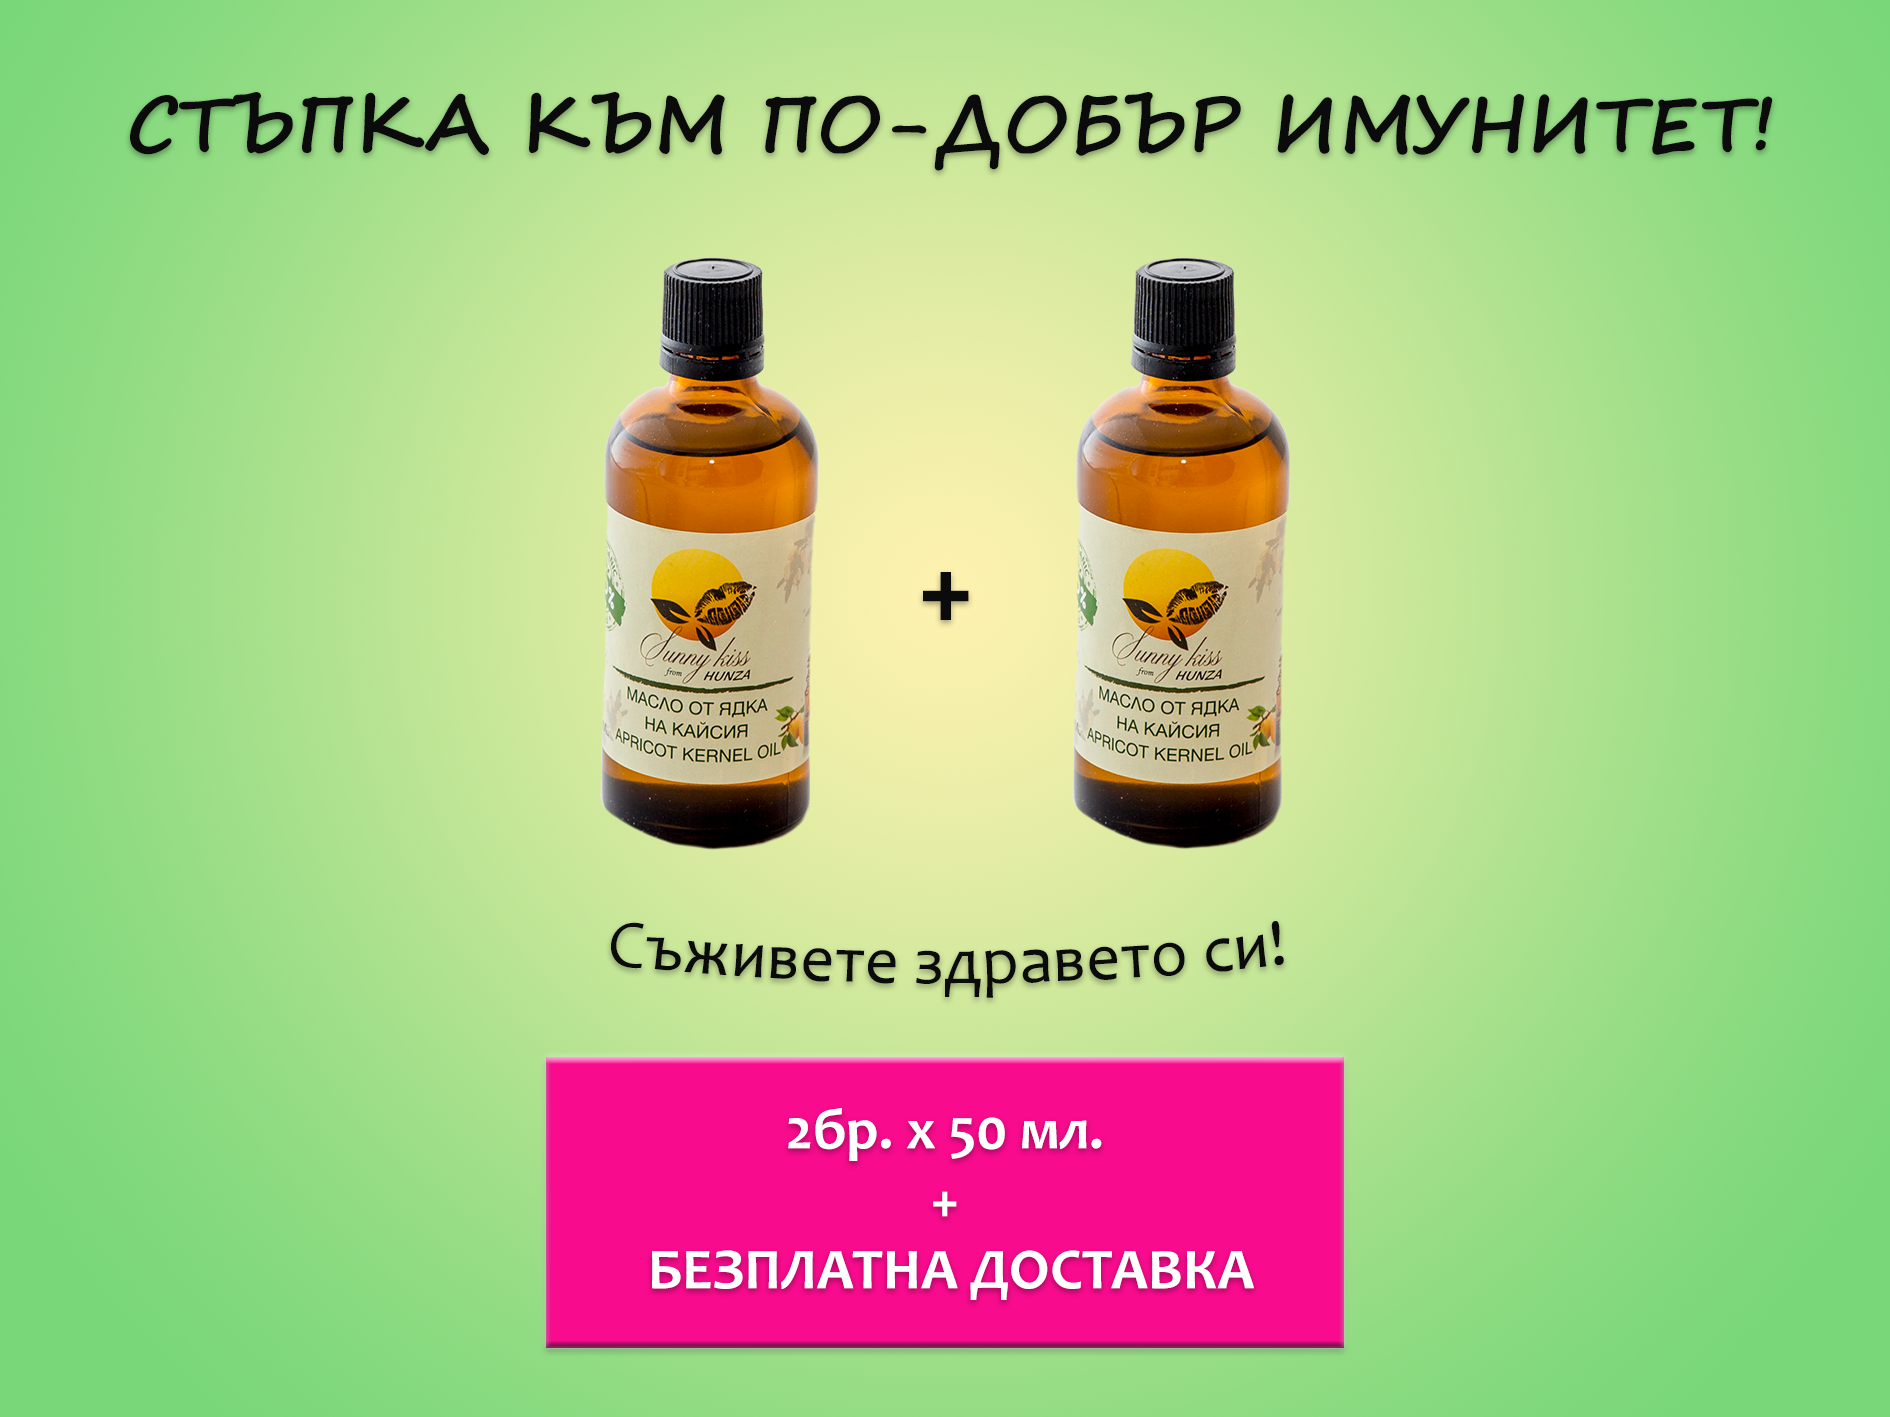 СТЪПКА КЪМ ПО-ДОБЪР ИМУНИТЕТ!
Sunny kiss
from HUNZA
МАСЛО ОТ ЯДКА
НА КАЙСИЯ
APRICOT KERNEL OIL
+
Sunny kiss
from HUNZA
МАСЛО ОТ ЯДКА
НА КАЙСИЯ
APRICOT KERNEL OIL
Съживете здравето си!
2бр. х 50 мл.
+
БЕЗПЛАТНА ДОСТАВКА